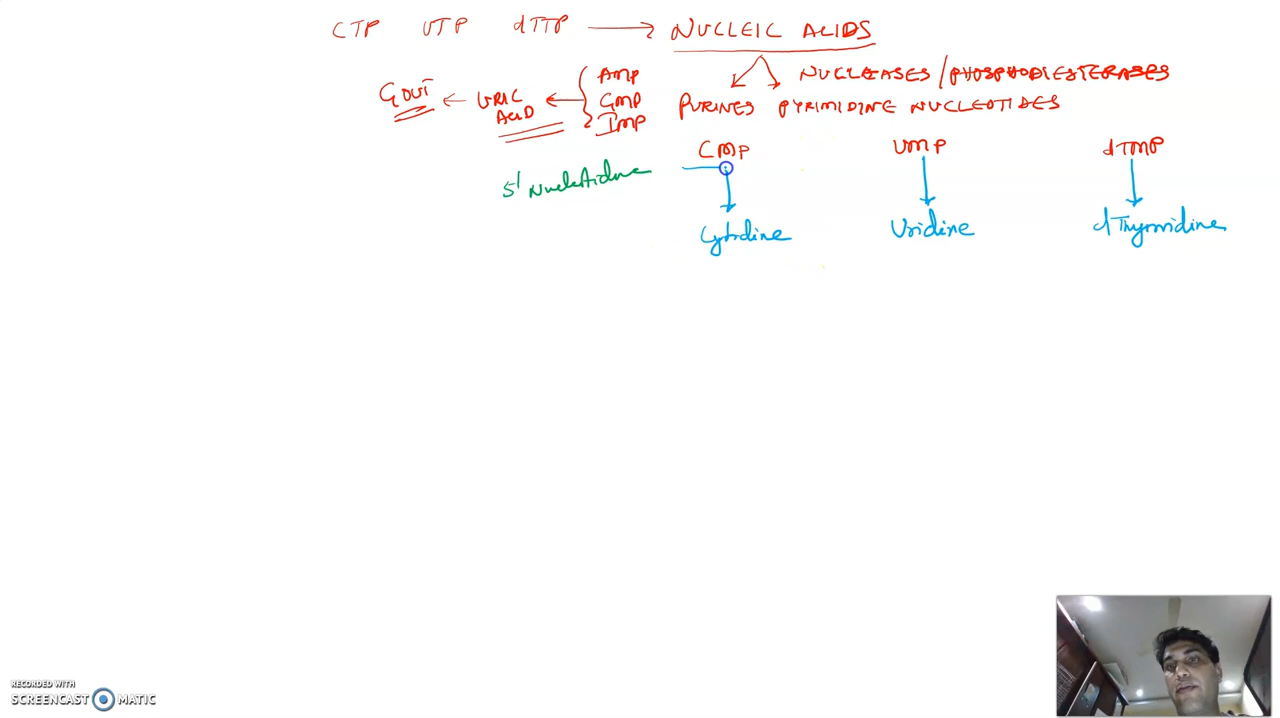 CTP UTP dTTP → NUCLEIC ACIDS
NUCLEASES/PHOSPHODIESTERASES
GOUT ← URIC ACID ← { AMP GMP IMP
PURINES PYRIMIDINE NUCLEOTIDES
CMP UMP dTMP
5' Nucleotidase
Cytidine Uridine dThymidine
RECORDED WITH
SCREENCAST MATIC